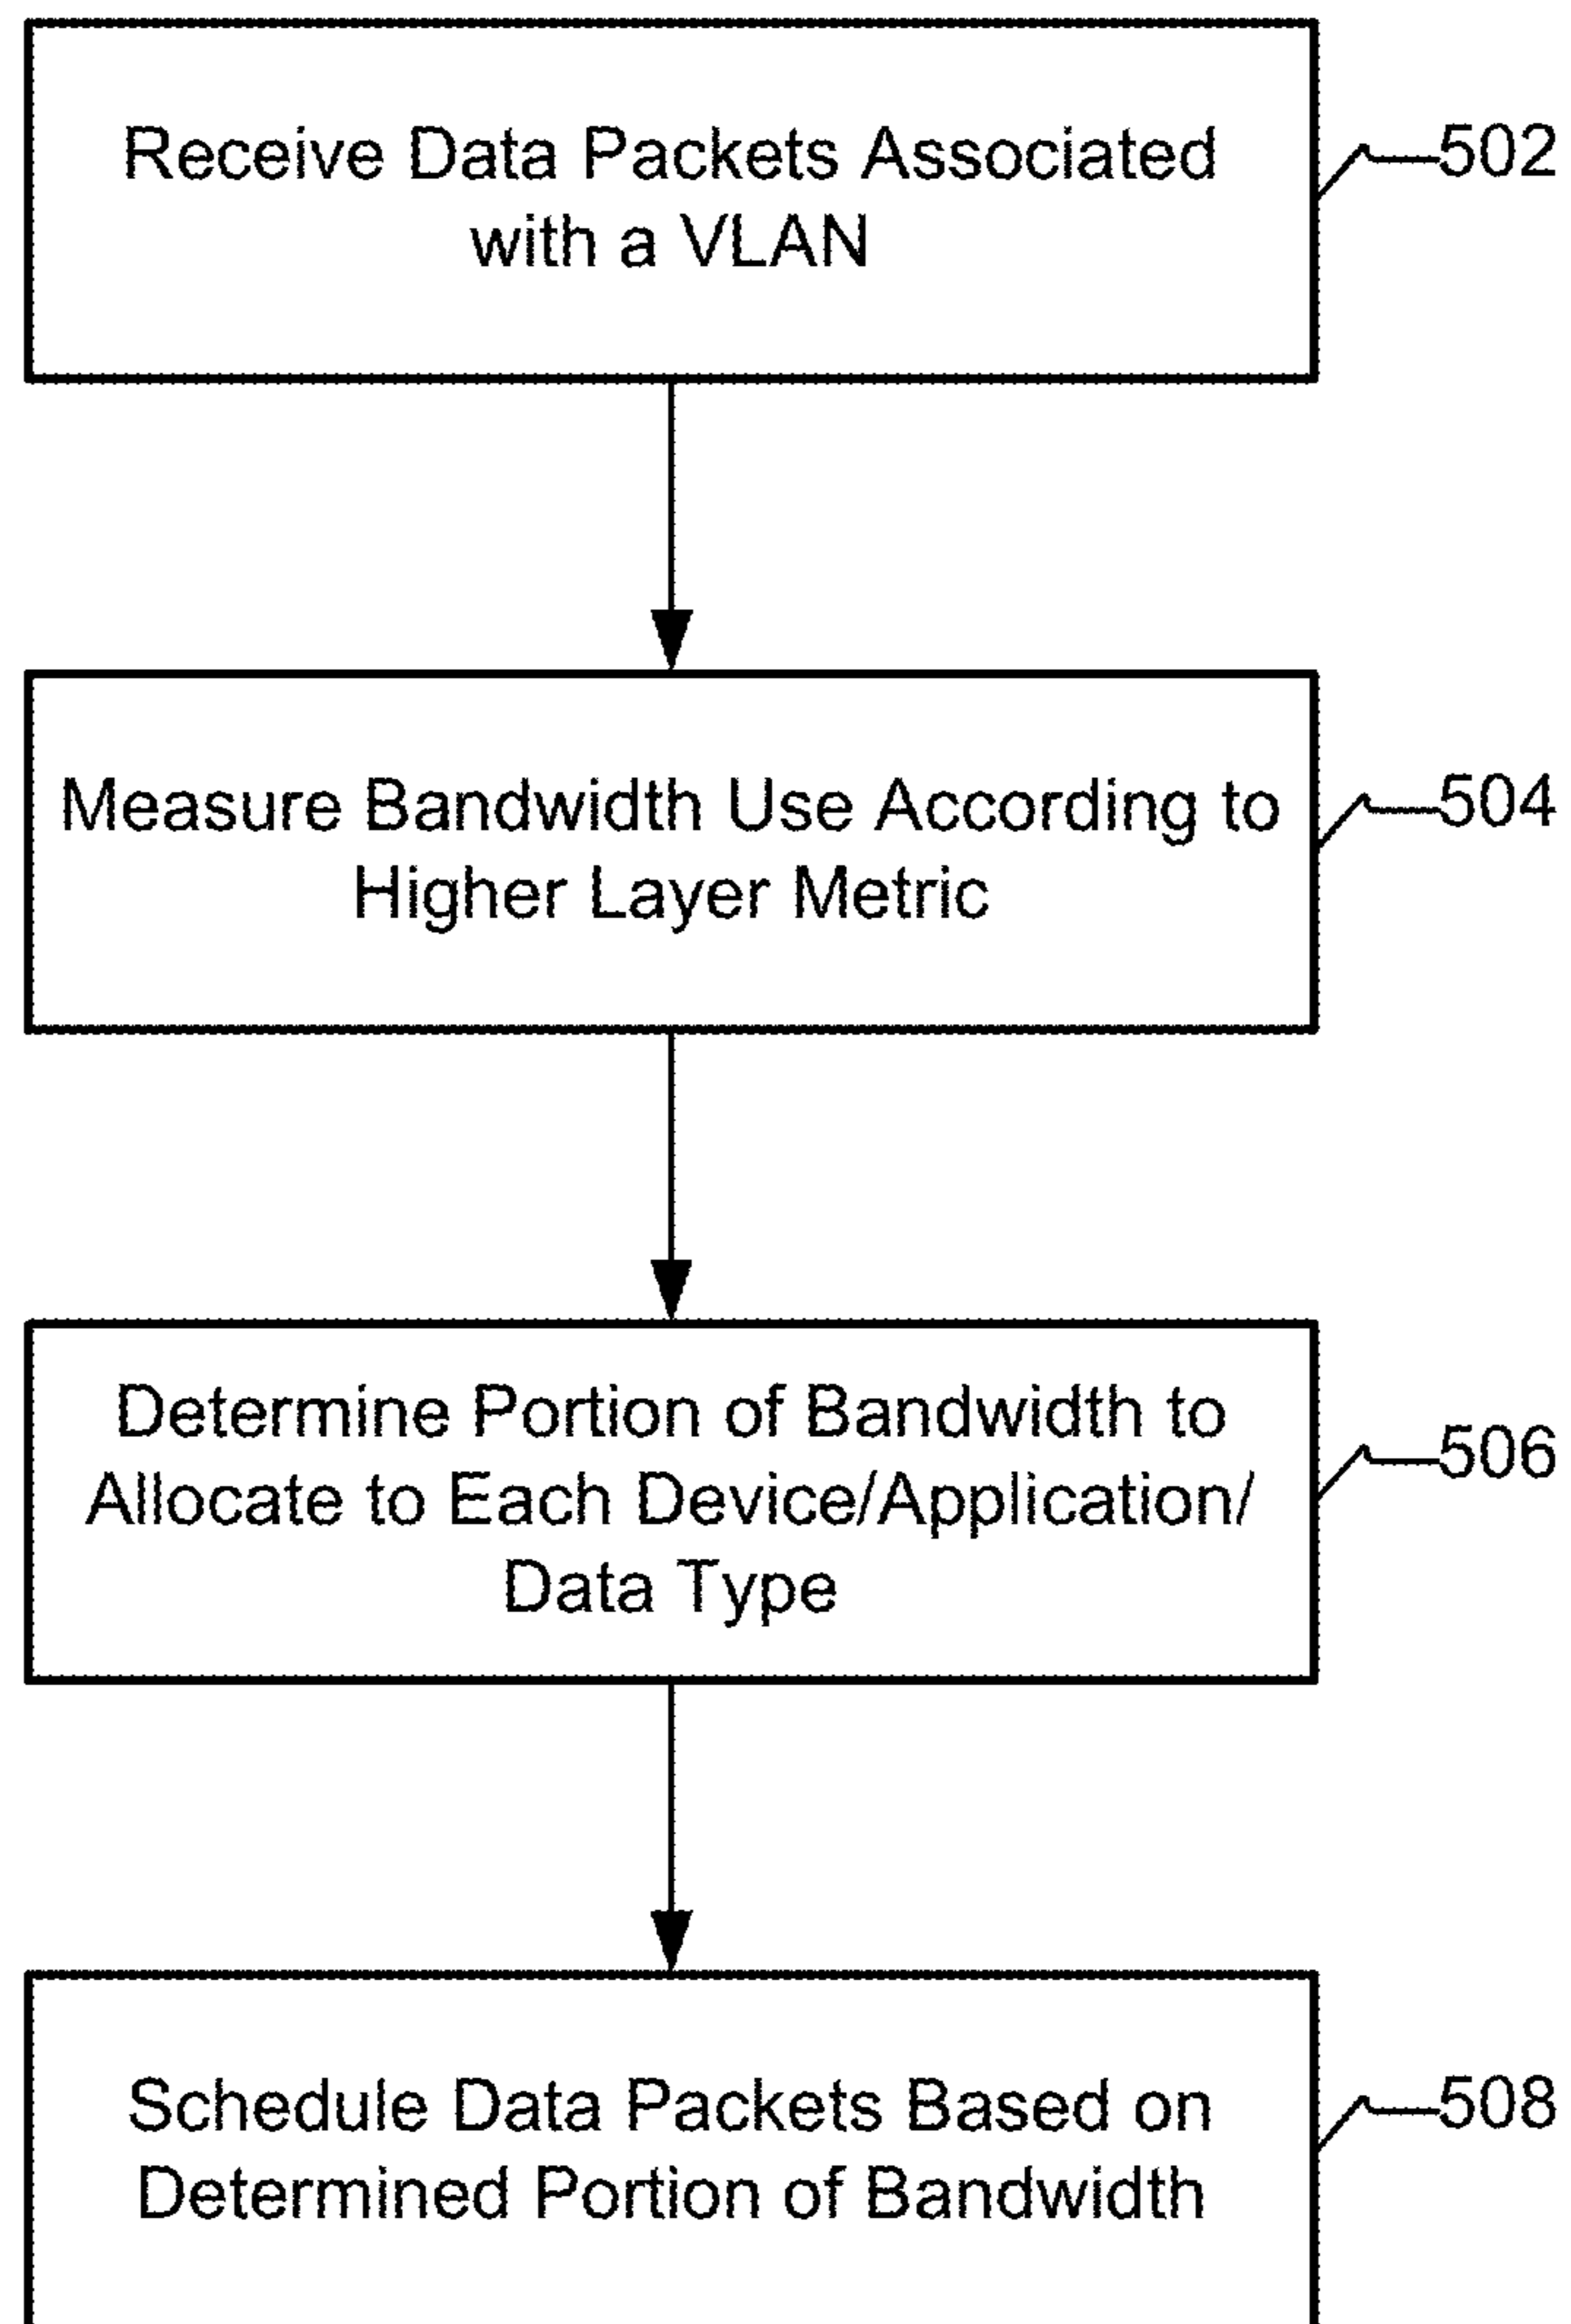 Receive Data Packets Associated
with a VLAN
502
Measure Bandwidth Use According to
Higher Layer Metric
504
Determine Portion of Bandwidth to
Allocate to Each Device/Application/
Data Type
506
Schedule Data Packets Based on
Determined Portion of Bandwidth
508